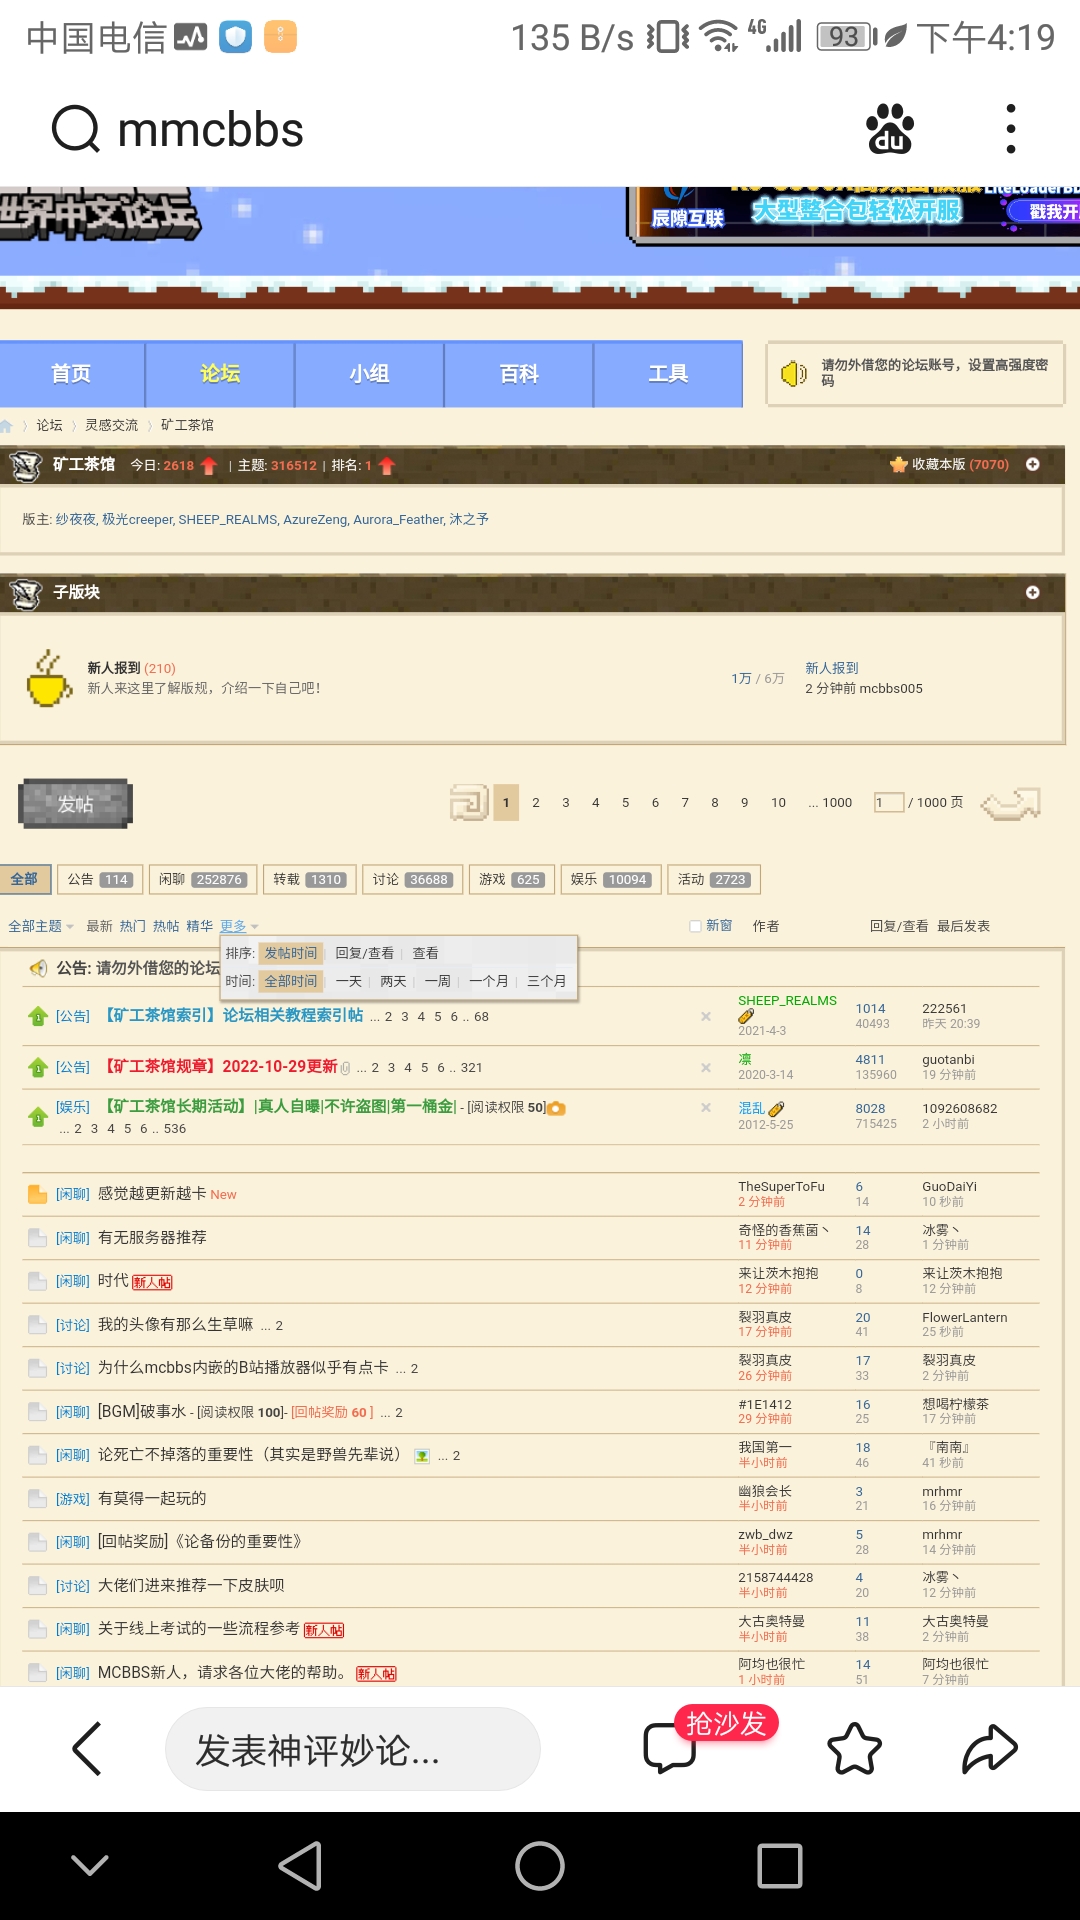 中国电信 135 B/s 4G 93 下午4:19
mmcbbs du
世界中文论坛
辰隙互联 大型整合包轻松开服
首页 论坛 小组 百科 工具
请勿外借您的论坛账号，设置高强度密
码
论坛 〉 灵感交流 〉 矿工茶馆
矿工茶馆 今日: 2618 | 主题: 316512 | 排名: 1 收藏本版 (7070)
版主: 纱夜夜, 极光creeper, SHEEP_REALMS, AzureZeng, Aurora_Feather, 沐之予
子版块
新人报到 (210)
新人来这里了解版规，介绍一下自己吧！
1万 / 6万
新人报到
2 分钟前 mcbbs005
发帖
1 2 3 4 5 6 7 8 9 10 ... 1000 1 / 1000 页
全部 公告 114 闲聊 252876 转载 1310 讨论 36688 游戏 625 娱乐 10094 活动 2723
全部主题 最新 热门 热帖 精华 更多 新窗 作者 回复/查看 最后发表
排序: 发帖时间 | 回复/查看 | 查看
时间: 全部时间 | 一天 | 两天 | 一周 | 一个月 | 三个月
公告: 请勿外借您的论坛
[公告] 【矿工茶馆索引】论坛相关教程索引帖 ... 2 3 4 5 6 .. 68
SHEEP_REALMS 1014 222561
2021-4-3 40493 昨天 20:39
[公告] 【矿工茶馆规章】2022-10-29更新 ... 2 3 4 5 6 .. 321
凛 4811 guotanbi
2020-3-14 135960 19 分钟前
[娱乐] 【矿工茶馆长期活动】|真人自曝|不许盗图|第一桶金| - [阅读权限 50]
... 2 3 4 5 6 .. 536
混乱 8028 1092608682
2012-5-25 715425 2 小时前
[闲聊] 感觉越更新越卡 New
TheSuperToFu 6 GuoDaiYi
2 分钟前 14 10 秒前
[闲聊] 有无服务器推荐
奇怪的香蕉菌丶 14 冰雾丶
11 分钟前 28 1 分钟前
[闲聊] 时代 新人帖
来让茨木抱抱 0 来让茨木抱抱
12 分钟前 8 12 分钟前
[讨论] 我的头像有那么生草嘛 ... 2
裂羽真皮 20 FlowerLantern
17 分钟前 41 25 秒前
[讨论] 为什么mcbbs内嵌的B站播放器似乎有点卡 ... 2
裂羽真皮 17 裂羽真皮
26 分钟前 33 2 分钟前
[闲聊] [BGM]破事水 - [阅读权限 100]- [回帖奖励 60 ] ... 2
#1E1412 16 想喝柠檬茶
29 分钟前 25 17 分钟前
[闲聊] 论死亡不掉落的重要性（其实是野兽先辈说） ... 2
我国第一 18 『南南』
半小时前 46 41 秒前
[游戏] 有莫得一起玩的
幽狼会长 3 mrhmr
半小时前 21 16 分钟前
[闲聊] [回帖奖励]《论备份的重要性》
zwb_dwz 5 mrhmr
半小时前 28 14 分钟前
[讨论] 大佬们进来推荐一下皮肤呗
2158744428 4 冰雾丶
半小时前 20 12 分钟前
[闲聊] 关于线上考试的一些流程参考 新人帖
大古奥特曼 11 大古奥特曼
半小时前 38 2 分钟前
[闲聊] MCBBS新人，请求各位大佬的帮助。 新人帖
阿均也很忙 14 阿均也很忙
1 小时前 51 7 分钟前
发表神评妙论... 抢沙发